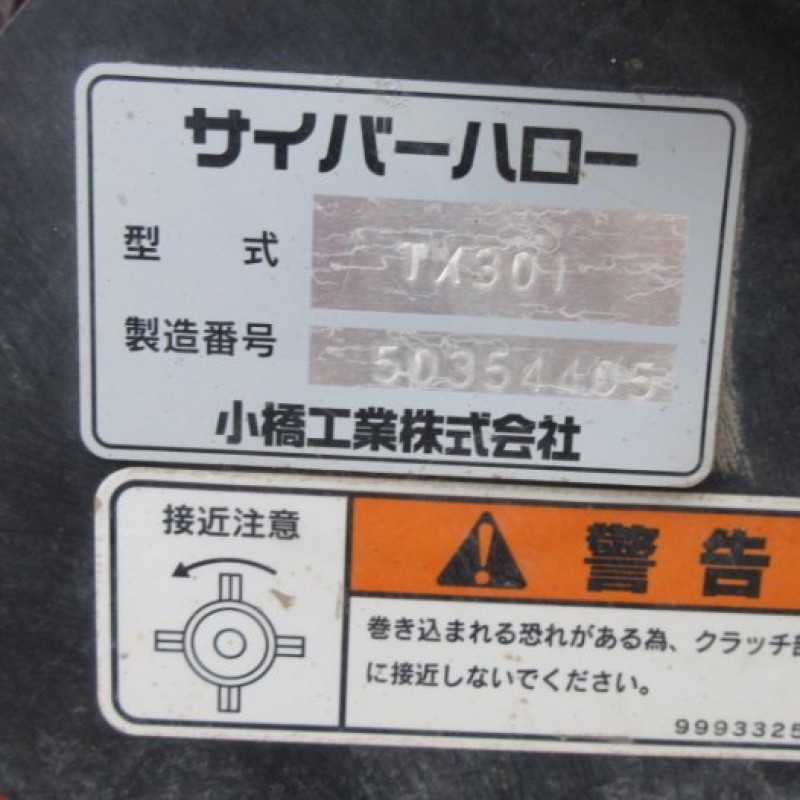 サイバーハロー
型 式 TX301
製造番号 50354405
小橋工業株式会社
接近注意
警告
巻き込まれる恐れがある為、クラッチ部
に接近しないでください。
9993325